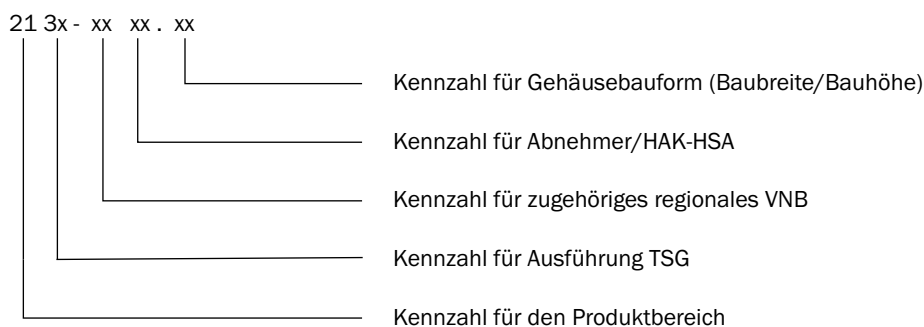 21 3x - xx xx . xx
Kennzahl für Gehäusebauform (Baubreite/Bauhöhe)
Kennzahl für Abnehmer/HAK-HSA
Kennzahl für zugehöriges regionales VNB
Kennzahl für Ausführung TSG
Kennzahl für den Produktbereich